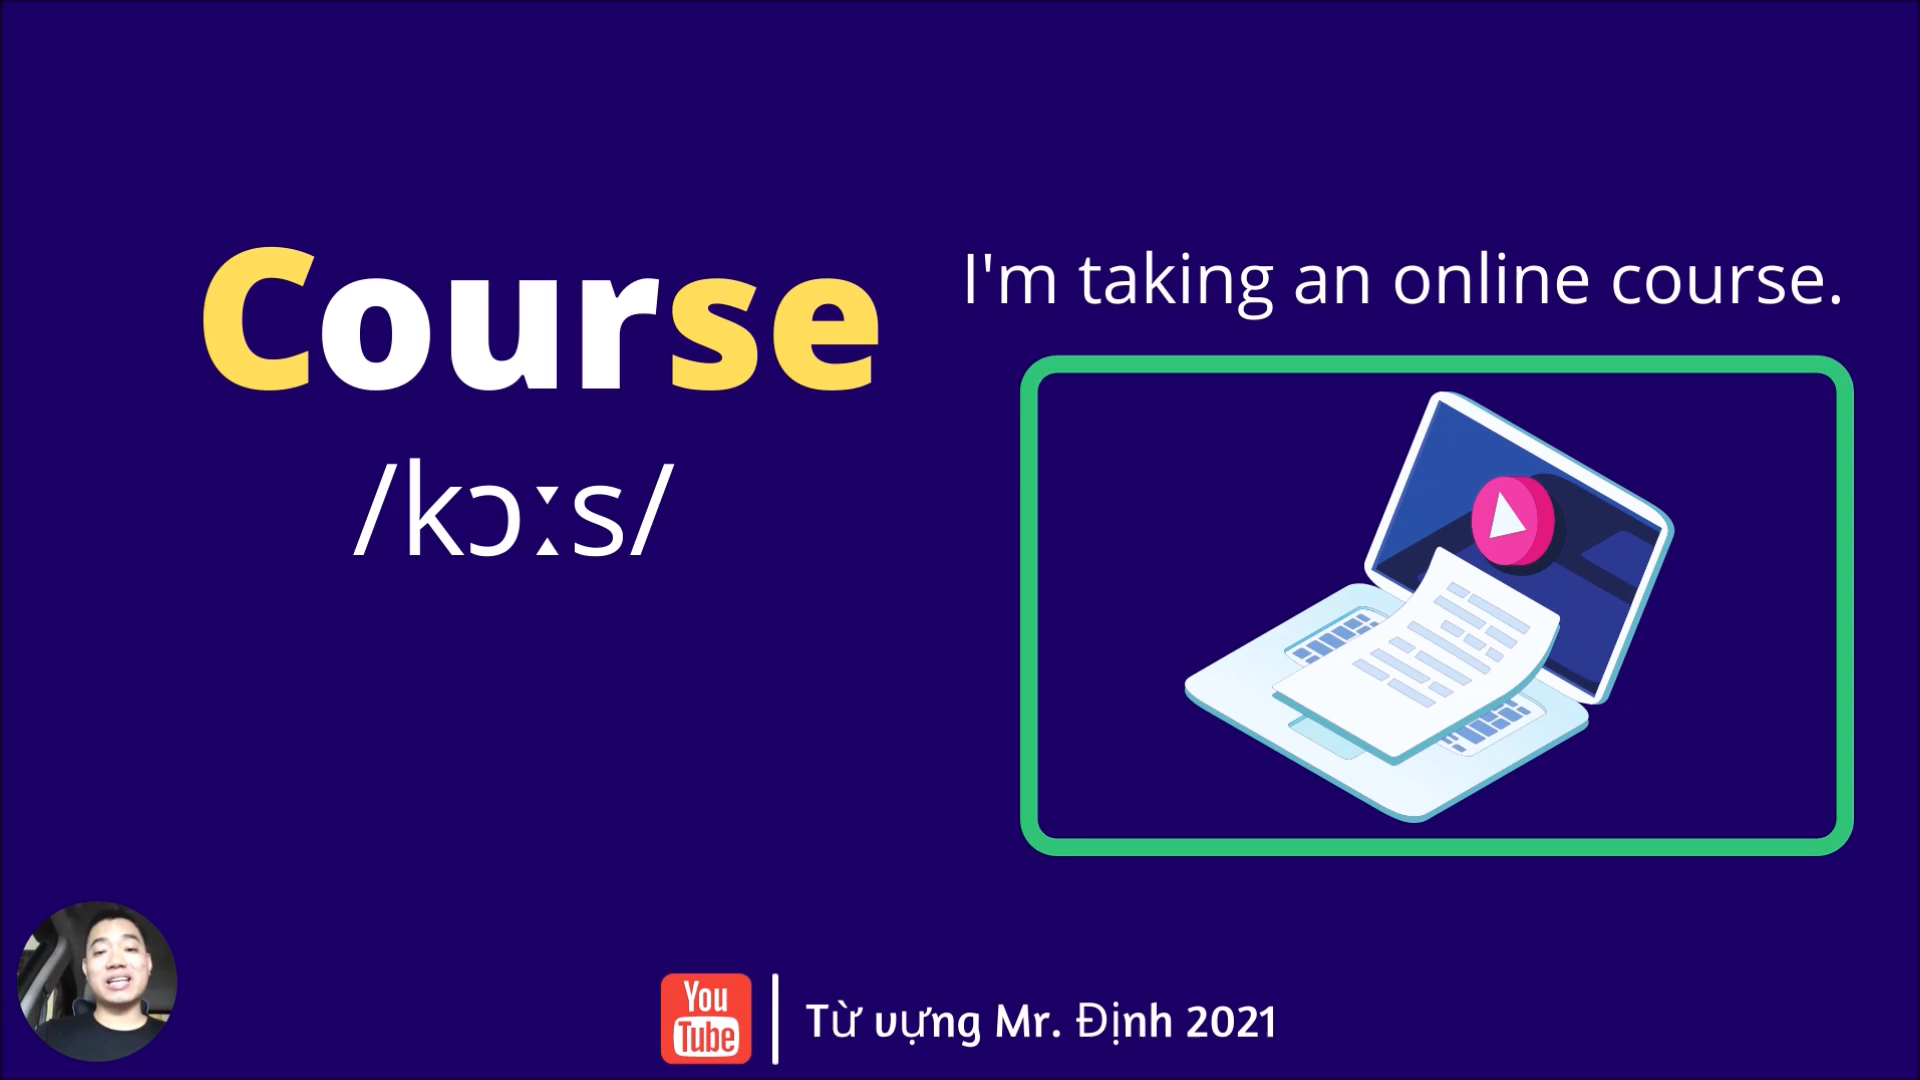 Course
/kɔːs/
I'm taking an online course.
You
Tube
Từ vựng Mr. Định 2021